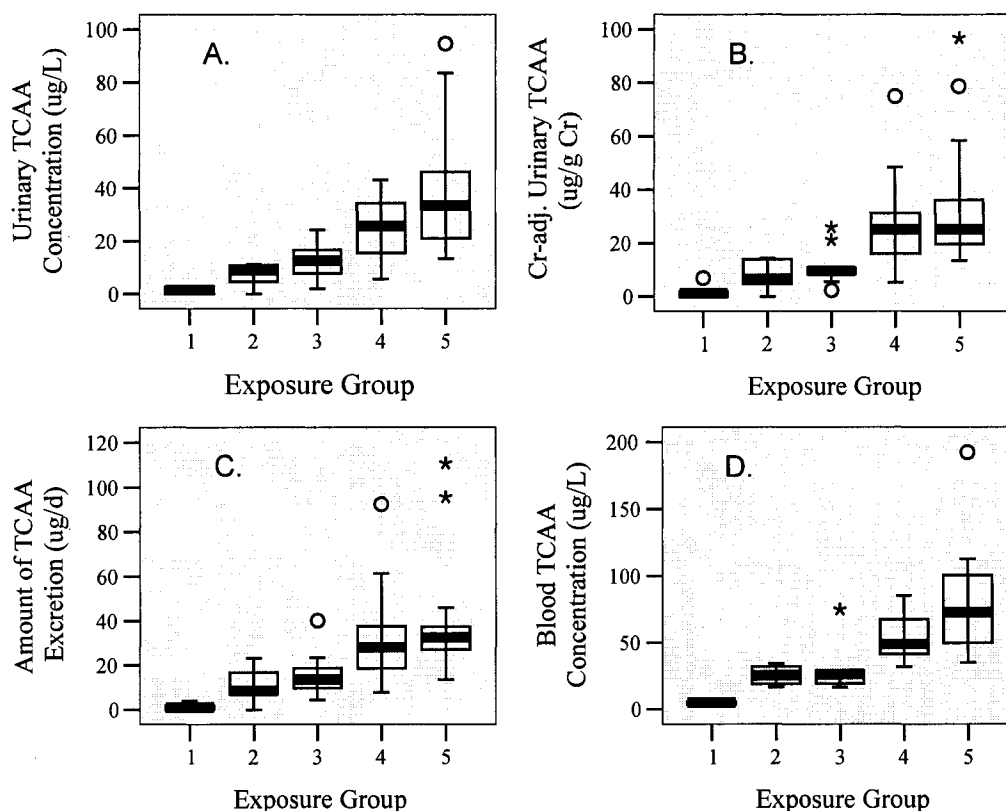 A.
Urinary TCAA
Concentration (ug/L)
100
80
60
40
20
0
1 2 3 4 5
Exposure Group
B.
Cr-adj. Urinary TCAA
(ug/g Cr)
100
80
60
40
20
0
1 2 3 4 5
Exposure Group
C.
Amount of TCAA
Excretion (ug/d)
120
100
80
60
40
20
0
1 2 3 4 5
Exposure Group
D.
Blood TCAA
Concentration (ug/L)
200
150
100
50
0
1 2 3 4 5
Exposure Group